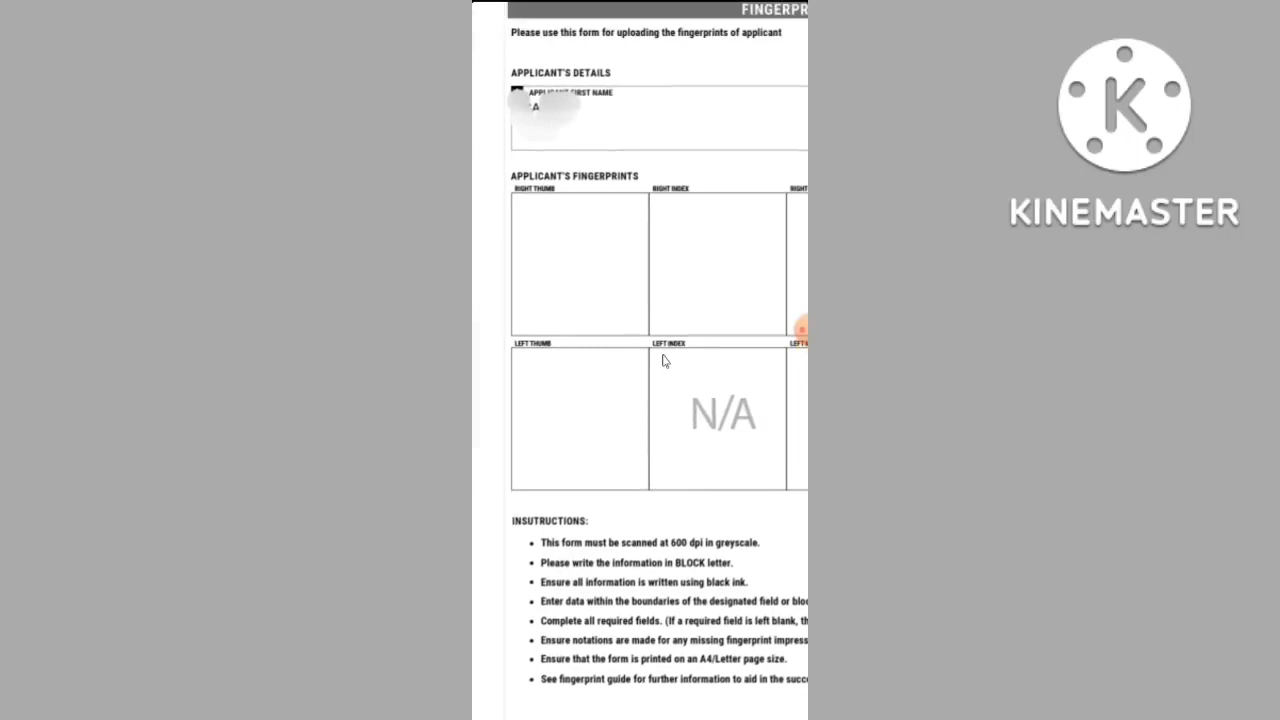 FINGERPR
Please use this form for uploading the fingerprints of applicant
APPLICANT'S DETAILS
APPLICANT FIRST NAME
APPLICANT'S FINGERPRINTS
RIGHT THUMB RIGHT INDEX RIGHT
LEFT THUMB LEFT INDEX LEFT
N/A
INSUTRUCTIONS:
• This form must be scanned at 600 dpi in greyscale.
• Please write the information in BLOCK letter.
• Ensure all information is written using black ink.
• Enter data within the boundaries of the designated field or bloc
• Complete all required fields. (If a required field is left blank, th
• Ensure notations are made for any missing fingerprint impress
• Ensure that the form is printed on an A4/Letter page size.
• See fingerprint guide for further information to aid in the succ
K
KINEMASTER